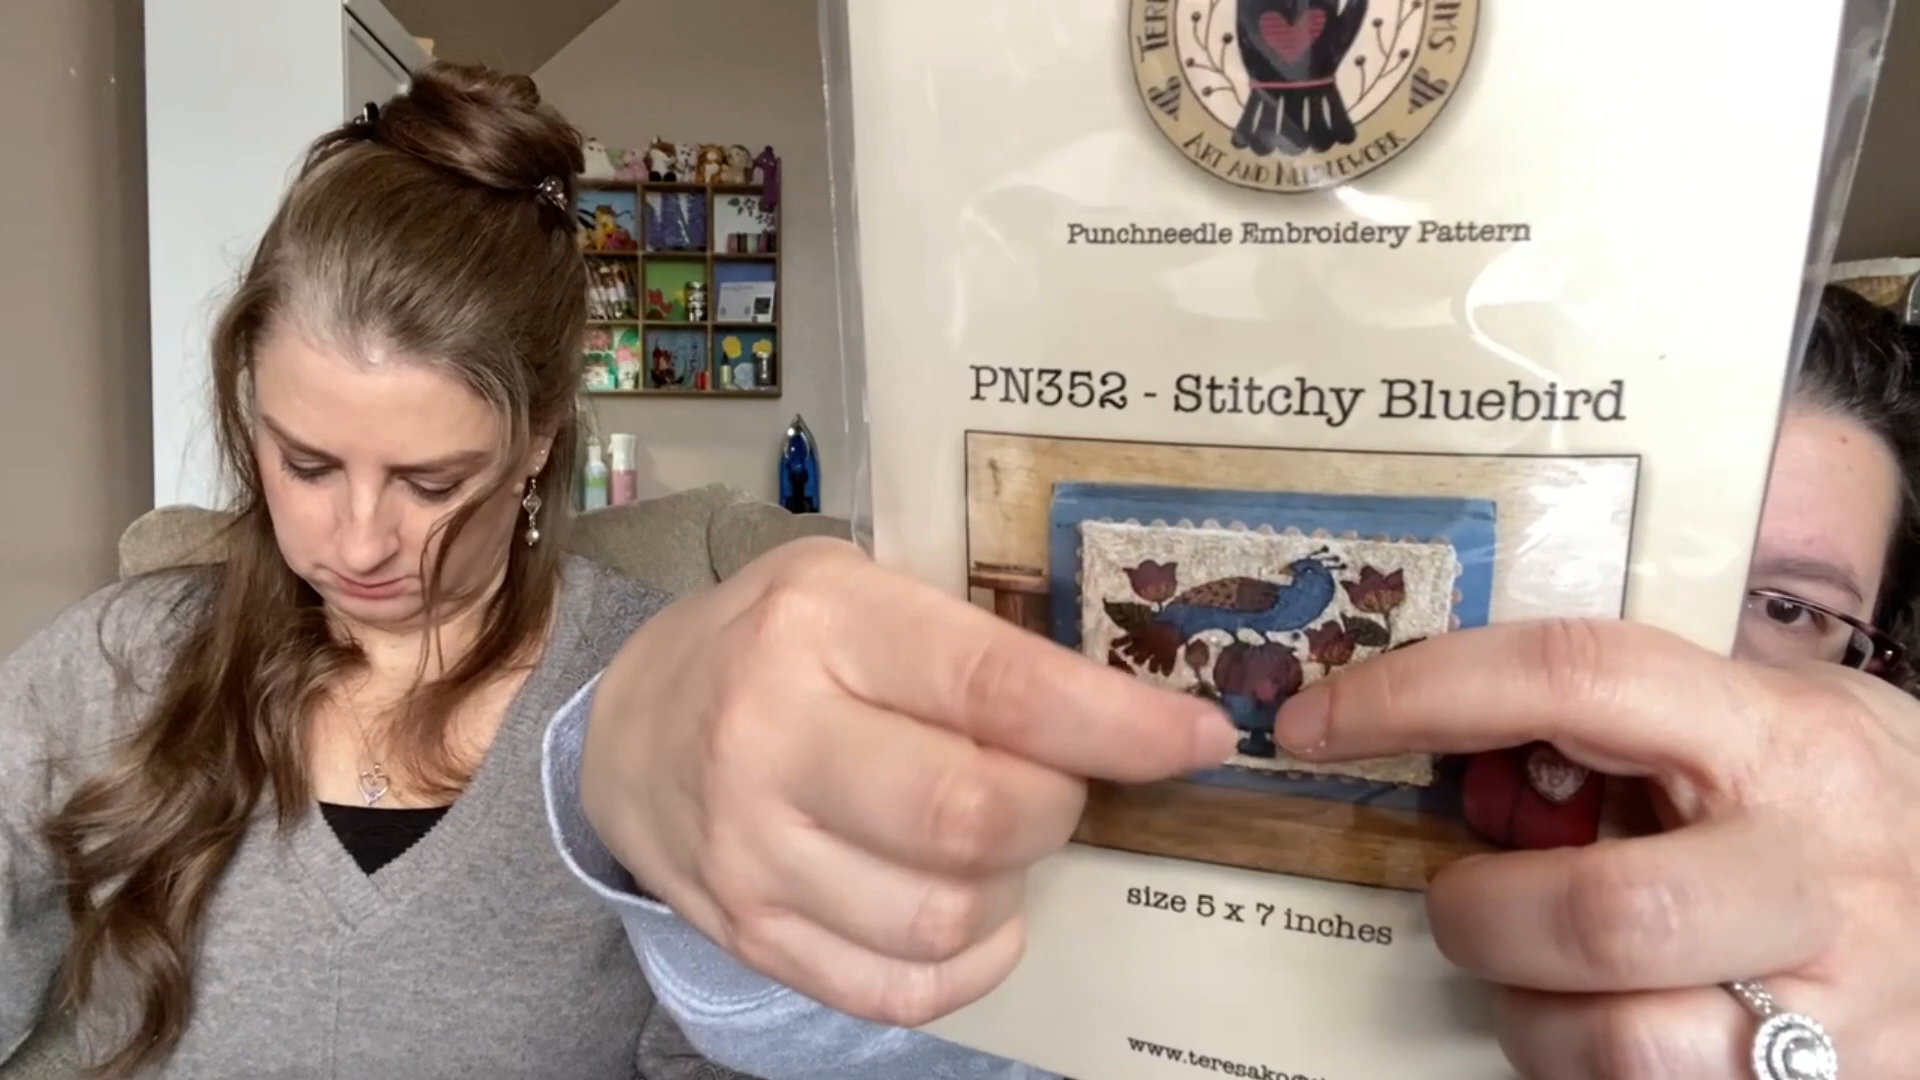 ART AND NEEDLEWORK
Punchneedle Embroidery Pattern
PN352 - Stitchy Bluebird
size 5 x 7 inches